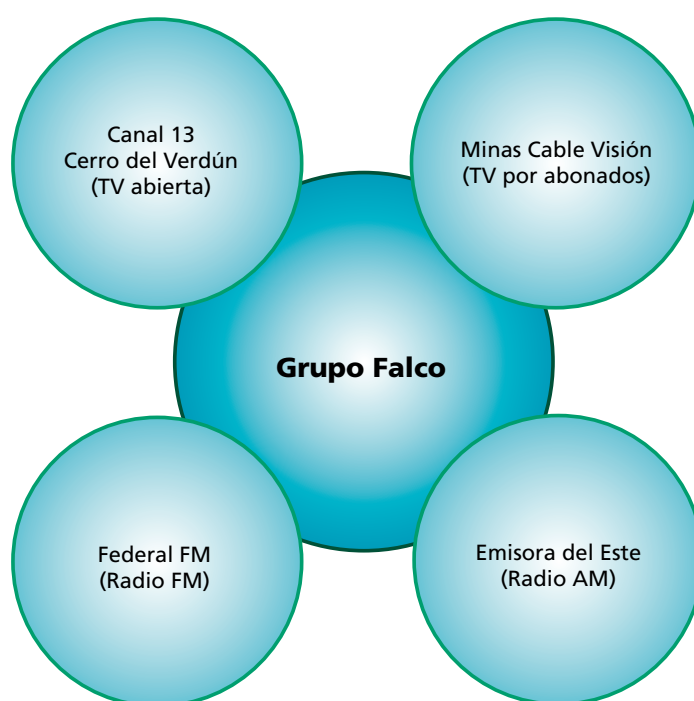 Canal 13
Cerro del Verdún
(TV abierta)
Minas Cable Visión
(TV por abonados)
Grupo Falco
Federal FM
(Radio FM)
Emisora del Este
(Radio AM)